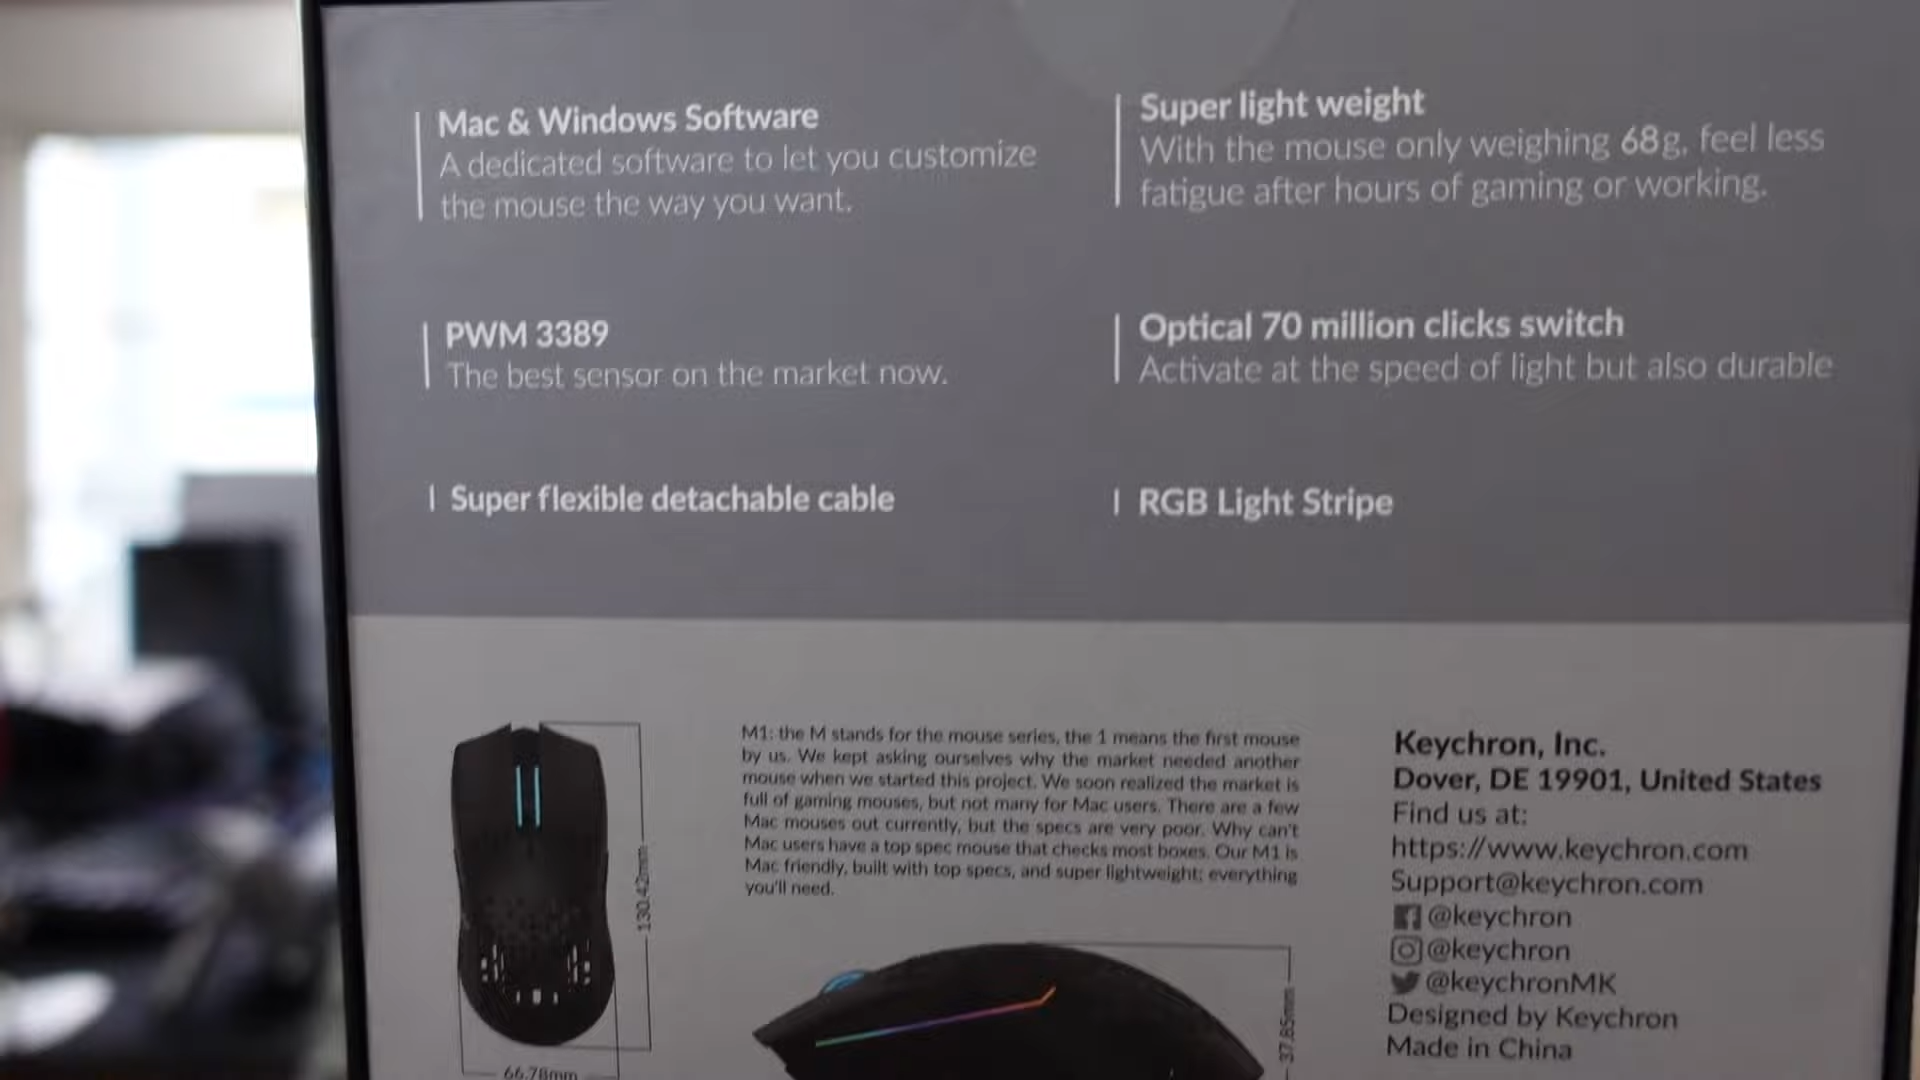 Mac & Windows Software
A dedicated software to let you customize
the mouse the way you want.
Super light weight
With the mouse only weighing 68g, feel less
fatigue after hours of gaming or working.
PWM 3389
The best sensor on the market now.
Optical 70 million clicks switch
Activate at the speed of light but also durable
Super flexible detachable cable
RGB Light Stripe
130.42mm
66.78mm
M1: the M stands for the mouse series, the 1 means the first mouse
by us. We kept asking ourselves why the market needed another
mouse when we started this project. We soon realized the market is
full of gaming mouses, but not many for Mac users. There are a few
Mac mouses out currently, but the specs are very poor. Why can't
Mac users have a top spec mouse that checks most boxes. Our M1 is
Mac friendly, built with top specs, and super lightweight; everything
you'll need.
37.85mm
Keychron, Inc.
Dover, DE 19901, United States
Find us at:
https://www.keychron.com
Support@keychron.com
@keychron
@keychron
@keychronMK
Designed by Keychron
Made in China